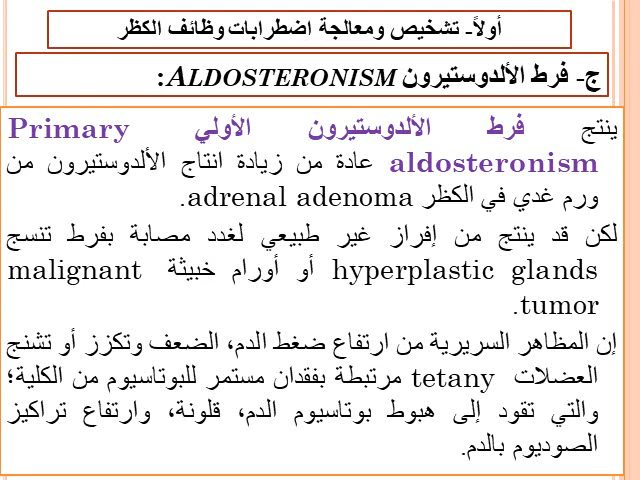 أولاً- تشخيص ومعالجة اضطرابات وظائف الكظر
ج- فرط الألدوستيرون ALDOSTERONISM:
ينتج فرط الألدوستيرون الأولي Primary
aldosteronism عادة من زيادة انتاج الألدوستيرون من
ورم غدي في الكظر adrenal adenoma.
لكن قد ينتج من إفراز غير طبيعي لغدد مصابة بفرط تنسج
hyperplastic glands أو أورام خبيثة malignant
tumor.
إن المظاهر السريرية من ارتفاع ضغط الدم، الضعف وتكزز أو تشنج
العضلات tetany مرتبطة بفقدان مستمر للبوتاسيوم من الكلية؛
والتي تقود إلى هبوط بوتاسيوم الدم، قلونة، وارتفاع تراكيز
الصوديوم بالدم.